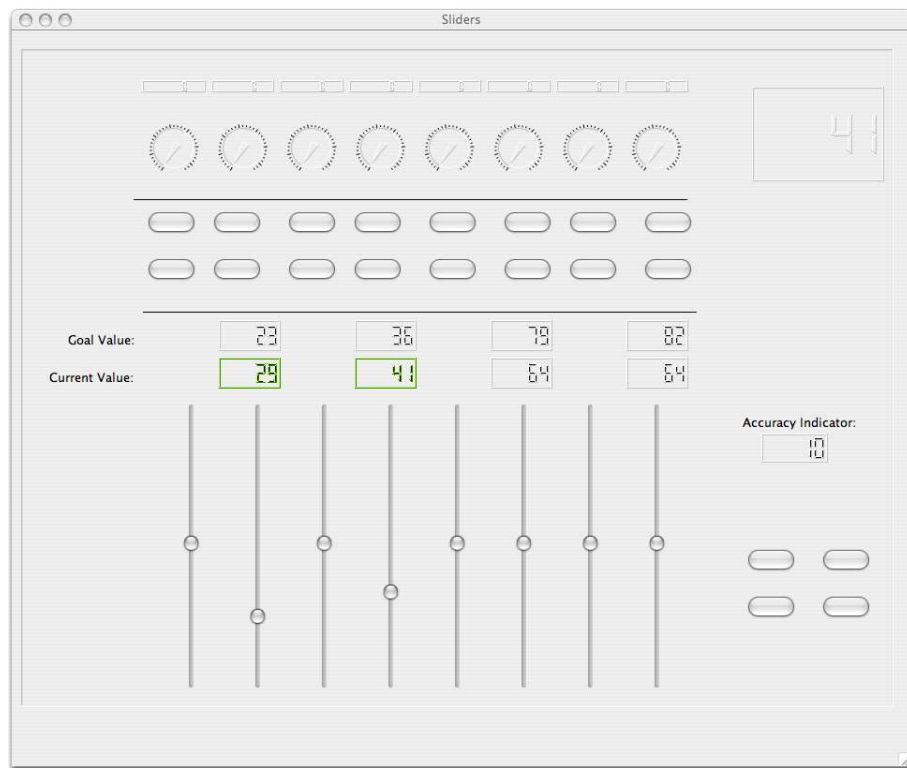 Sliders
41
Goal Value: 23 36 79 82
Current Value: 29 41 64 64
Accuracy Indicator:
10